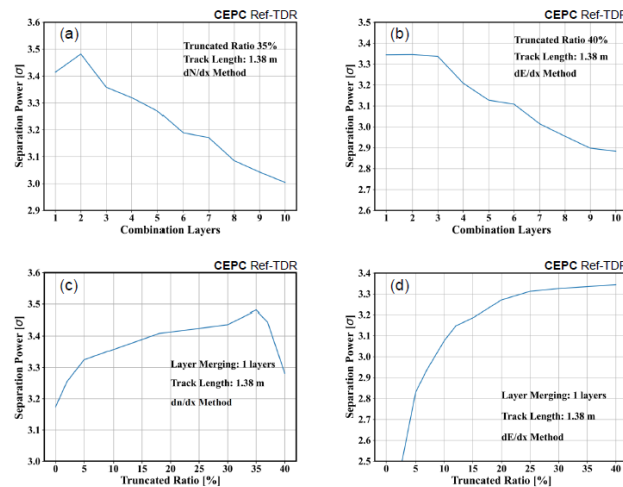 CEPC Ref-TDR
(a)
Truncated Ratio 35%
Track Length: 1.38 m
dN/dx Method
Separation Power [σ]
3.6
3.5
3.4
3.3
3.2
3.1
3.0
2.9
1 2 3 4 5 6 7 8 9 10
Combination Layers
CEPC Ref-TDR
(b)
Truncated Ratio 40%
Track Length: 1.38 m
dE/dx Method
Separation Power [σ]
3.5
3.4
3.3
3.2
3.1
3.0
2.9
2.8
2.7
2.6
1 2 3 4 5 6 7 8 9 10
Combination Layers
CEPC Ref-TDR
(c)
Layer Merging: 1 layers
Track Length: 1.38 m
dn/dx Method
Separation Power [σ]
3.6
3.5
3.4
3.3
3.2
3.1
3.0
0 5 10 15 20 25 30 35 40
Truncated Ratio [%]
CEPC Ref-TDR
(d)
Layer Merging: 1 layers
Track Length: 1.38 m
dE/dx Method
Separation Power [σ]
3.5
3.4
3.3
3.2
3.1
3.0
2.9
2.8
2.7
2.6
2.5
0 5 10 15 20 25 30 35 40
Truncated Ratio [%]